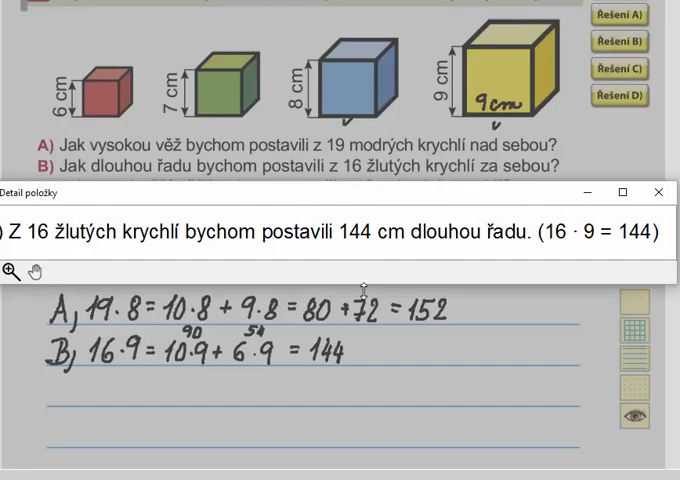 Řešení A)
Řešení B)
Řešení C)
Řešení D)
6 cm
7 cm
8 cm
9 cm
9 cm
A) Jak vysokou věž bychom postavili z 19 modrých krychlí nad sebou?
B) Jak dlouhou řadu bychom postavili z 16 žlutých krychlí za sebou?
Detail položky
) Z 16 žlutých krychlí bychom postavili 144 cm dlouhou řadu. (16 · 9 = 144)
A) 19·8 = 10·8 + 9·8 = 80 + 72 = 152
90 54
B) 16·9 = 10·9 + 6·9 = 144